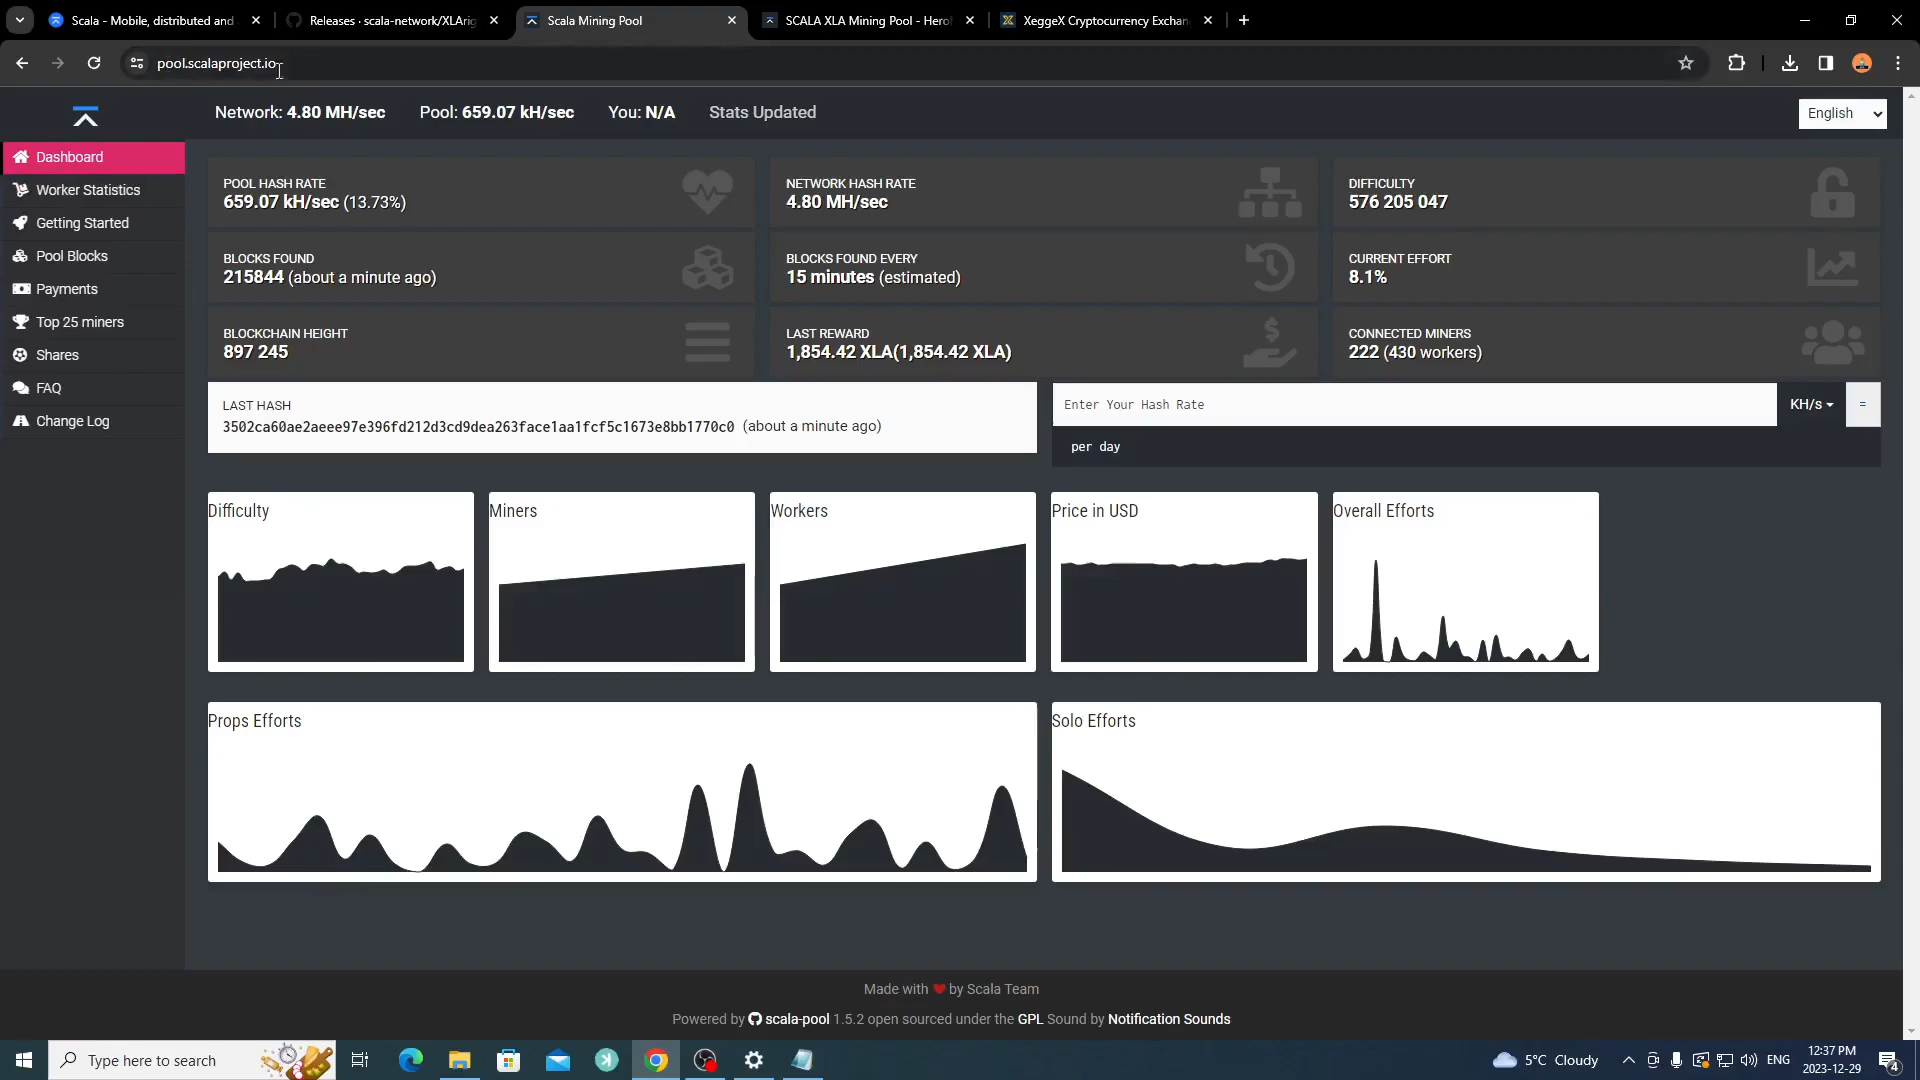 Scala - Mobile, distributed and
Releases · scala-network/XLArig
Scala Mining Pool
SCALA XLA Mining Pool - HeroM
XeggeX Cryptocurrency Exchan
pool.scalaproject.io
Network: 4.80 MH/sec
Pool: 659.07 kH/sec
You: N/A
Stats Updated
English
Dashboard
Worker Statistics
Getting Started
Pool Blocks
Payments
Top 25 miners
Shares
FAQ
Change Log
POOL HASH RATE
659.07 kH/sec (13.73%)
NETWORK HASH RATE
4.80 MH/sec
DIFFICULTY
576 205 047
BLOCKS FOUND
215844 (about a minute ago)
BLOCKS FOUND EVERY
15 minutes (estimated)
CURRENT EFFORT
8.1%
BLOCKCHAIN HEIGHT
897 245
LAST REWARD
1,854.42 XLA(1,854.42 XLA)
CONNECTED MINERS
222 (430 workers)
LAST HASH
3502ca60ae2aeee97e396fd212d3cd9dea263face1aa1fcf5c1673e8bb1770c0 (about a minute ago)
Enter Your Hash Rate
KH/s
=
per day
Difficulty
Miners
Workers
Price in USD
Overall Efforts
Props Efforts
Solo Efforts
Made with ❤ by Scala Team
Powered by scala-pool 1.5.2 open sourced under the GPL Sound by Notification Sounds
Type here to search
5°C Cloudy
ENG
12:37 PM
2023-12-29
4